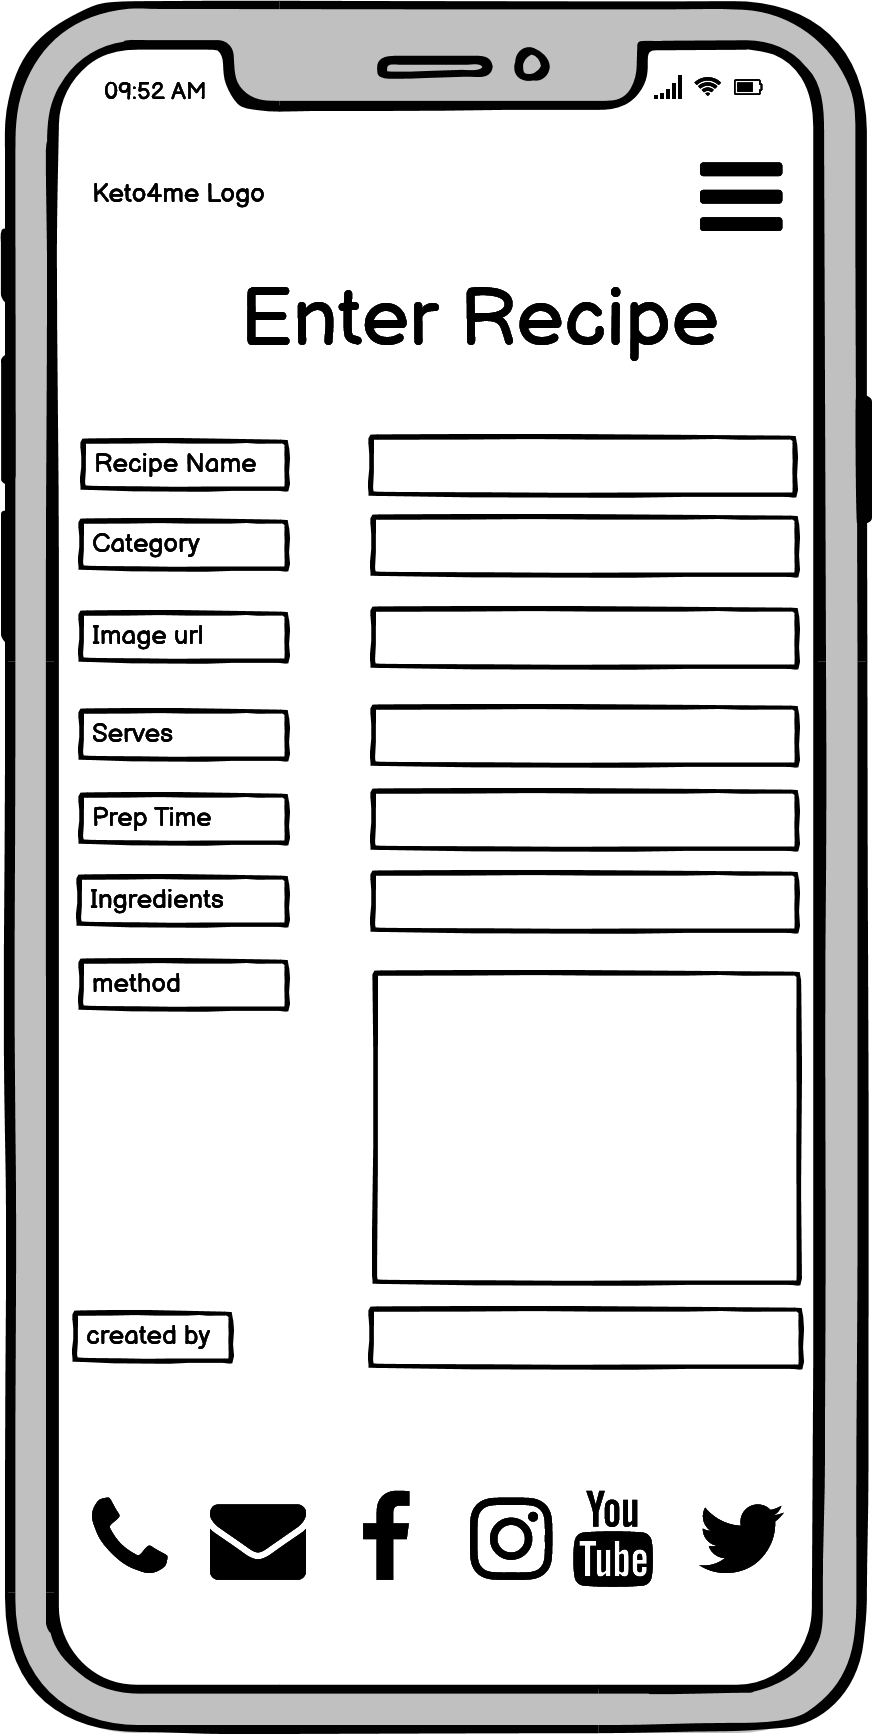 09:52 AM
Keto4me Logo
Enter Recipe
Recipe Name
Category
Image url
Serves
Prep Time
Ingredients
method
created by
You
Tube